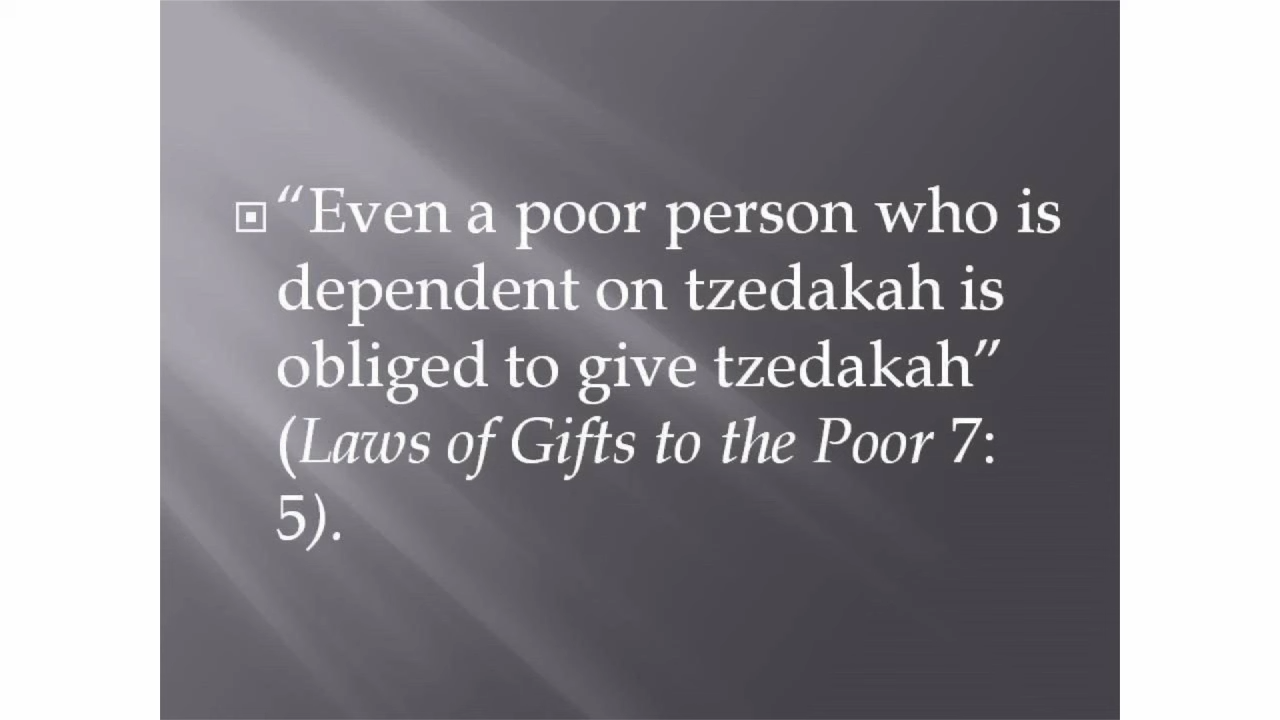 “Even a poor person who is
dependent on tzedakah is
obliged to give tzedakah”
(Laws of Gifts to the Poor 7:
5).